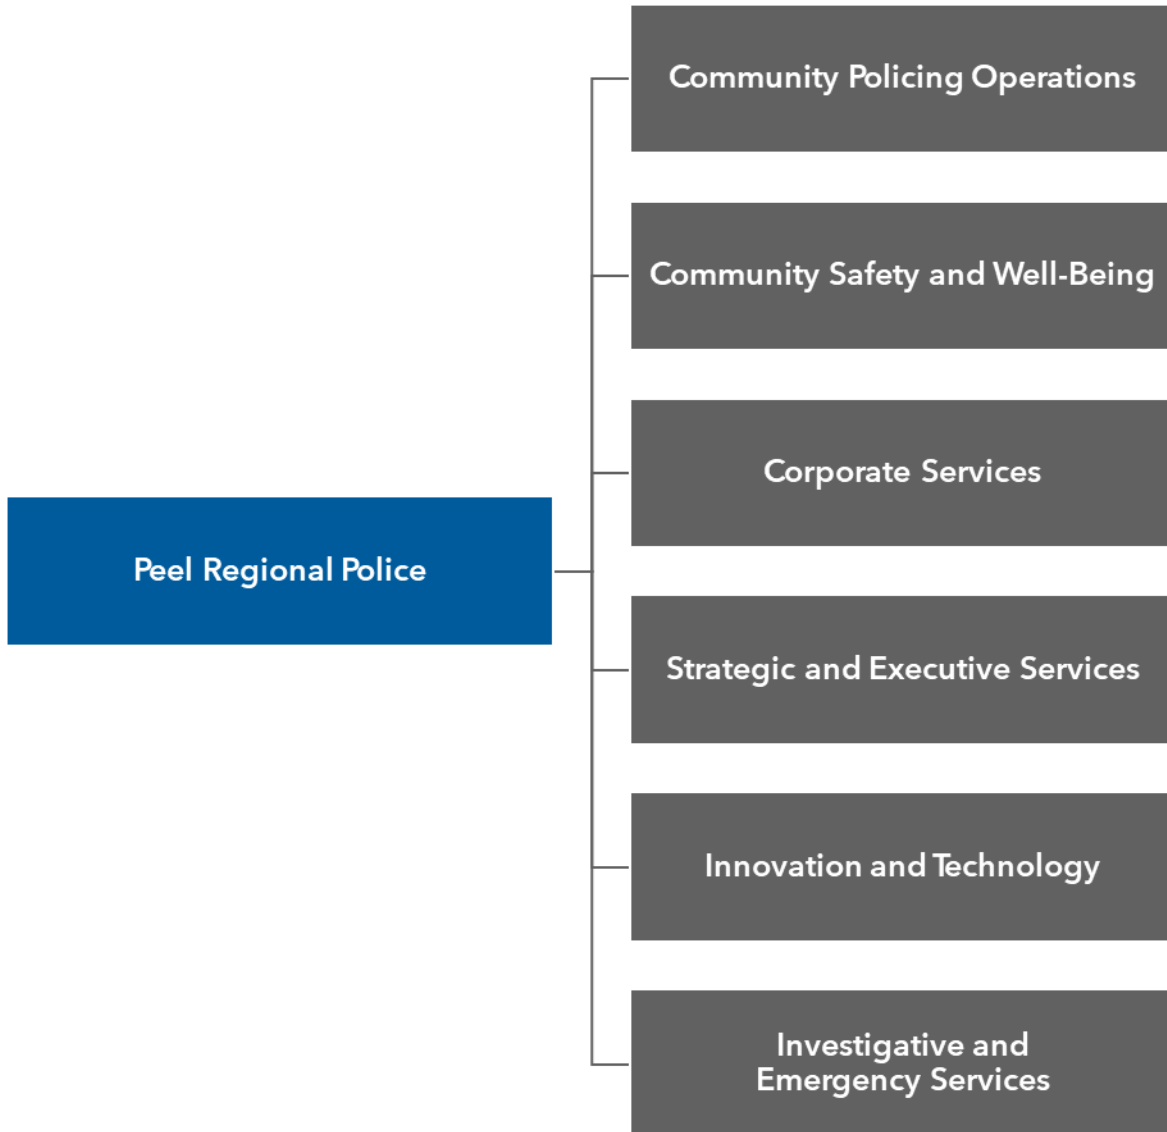 Community Policing Operations
Community Safety and Well-Being
Corporate Services
Peel Regional Police
Strategic and Executive Services
Innovation and Technology
Investigative and
Emergency Services